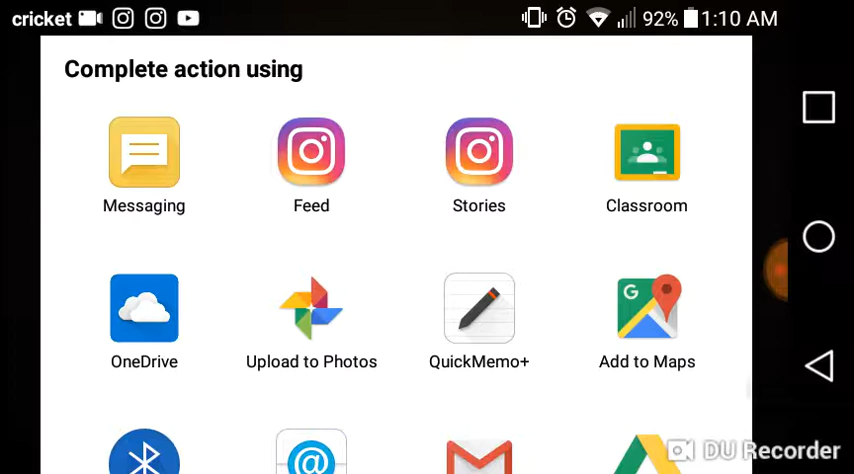 cricket 92% 1:10 AM
Complete action using
Messaging Feed Stories Classroom
G
OneDrive Upload to Photos QuickMemo+ Add to Maps
@
DU Recorder